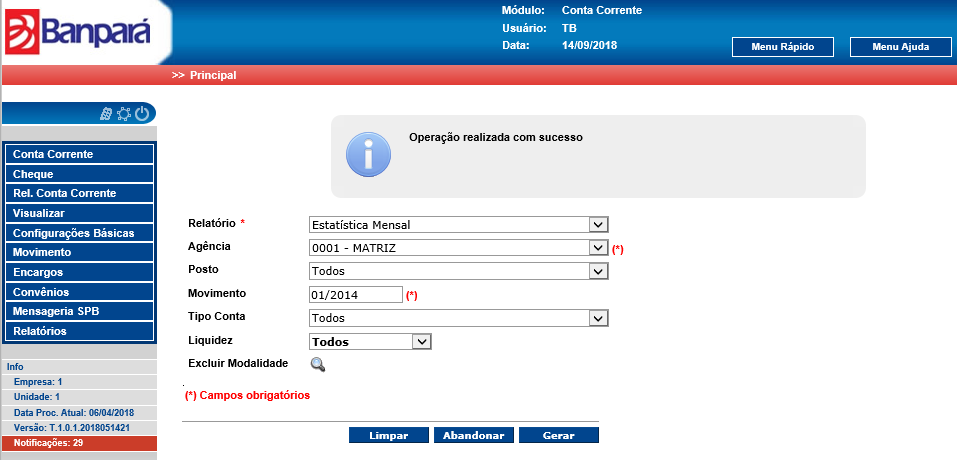 Banpará
Módulo: Conta Corrente
Usuário: TB
Data: 14/09/2018
Menu Rápido
Menu Ajuda
>> Principal
Conta Corrente
Cheque
Rel. Conta Corrente
Visualizar
Configurações Básicas
Movimento
Encargos
Convênios
Mensageria SPB
Relatórios
Info
Empresa: 1
Unidade: 1
Data Proc. Atual: 06/04/2018
Versão: T.1.0.1.2018051421
Notificações: 29
Operação realizada com sucesso
Relatório * Estatística Mensal
Agência 0001 - MATRIZ (*)
Posto Todos
Movimento 01/2014 (*)
Tipo Conta Todos
Liquidez Todos
Excluir Modalidade
(*) Campos obrigatórios
Limpar Abandonar Gerar